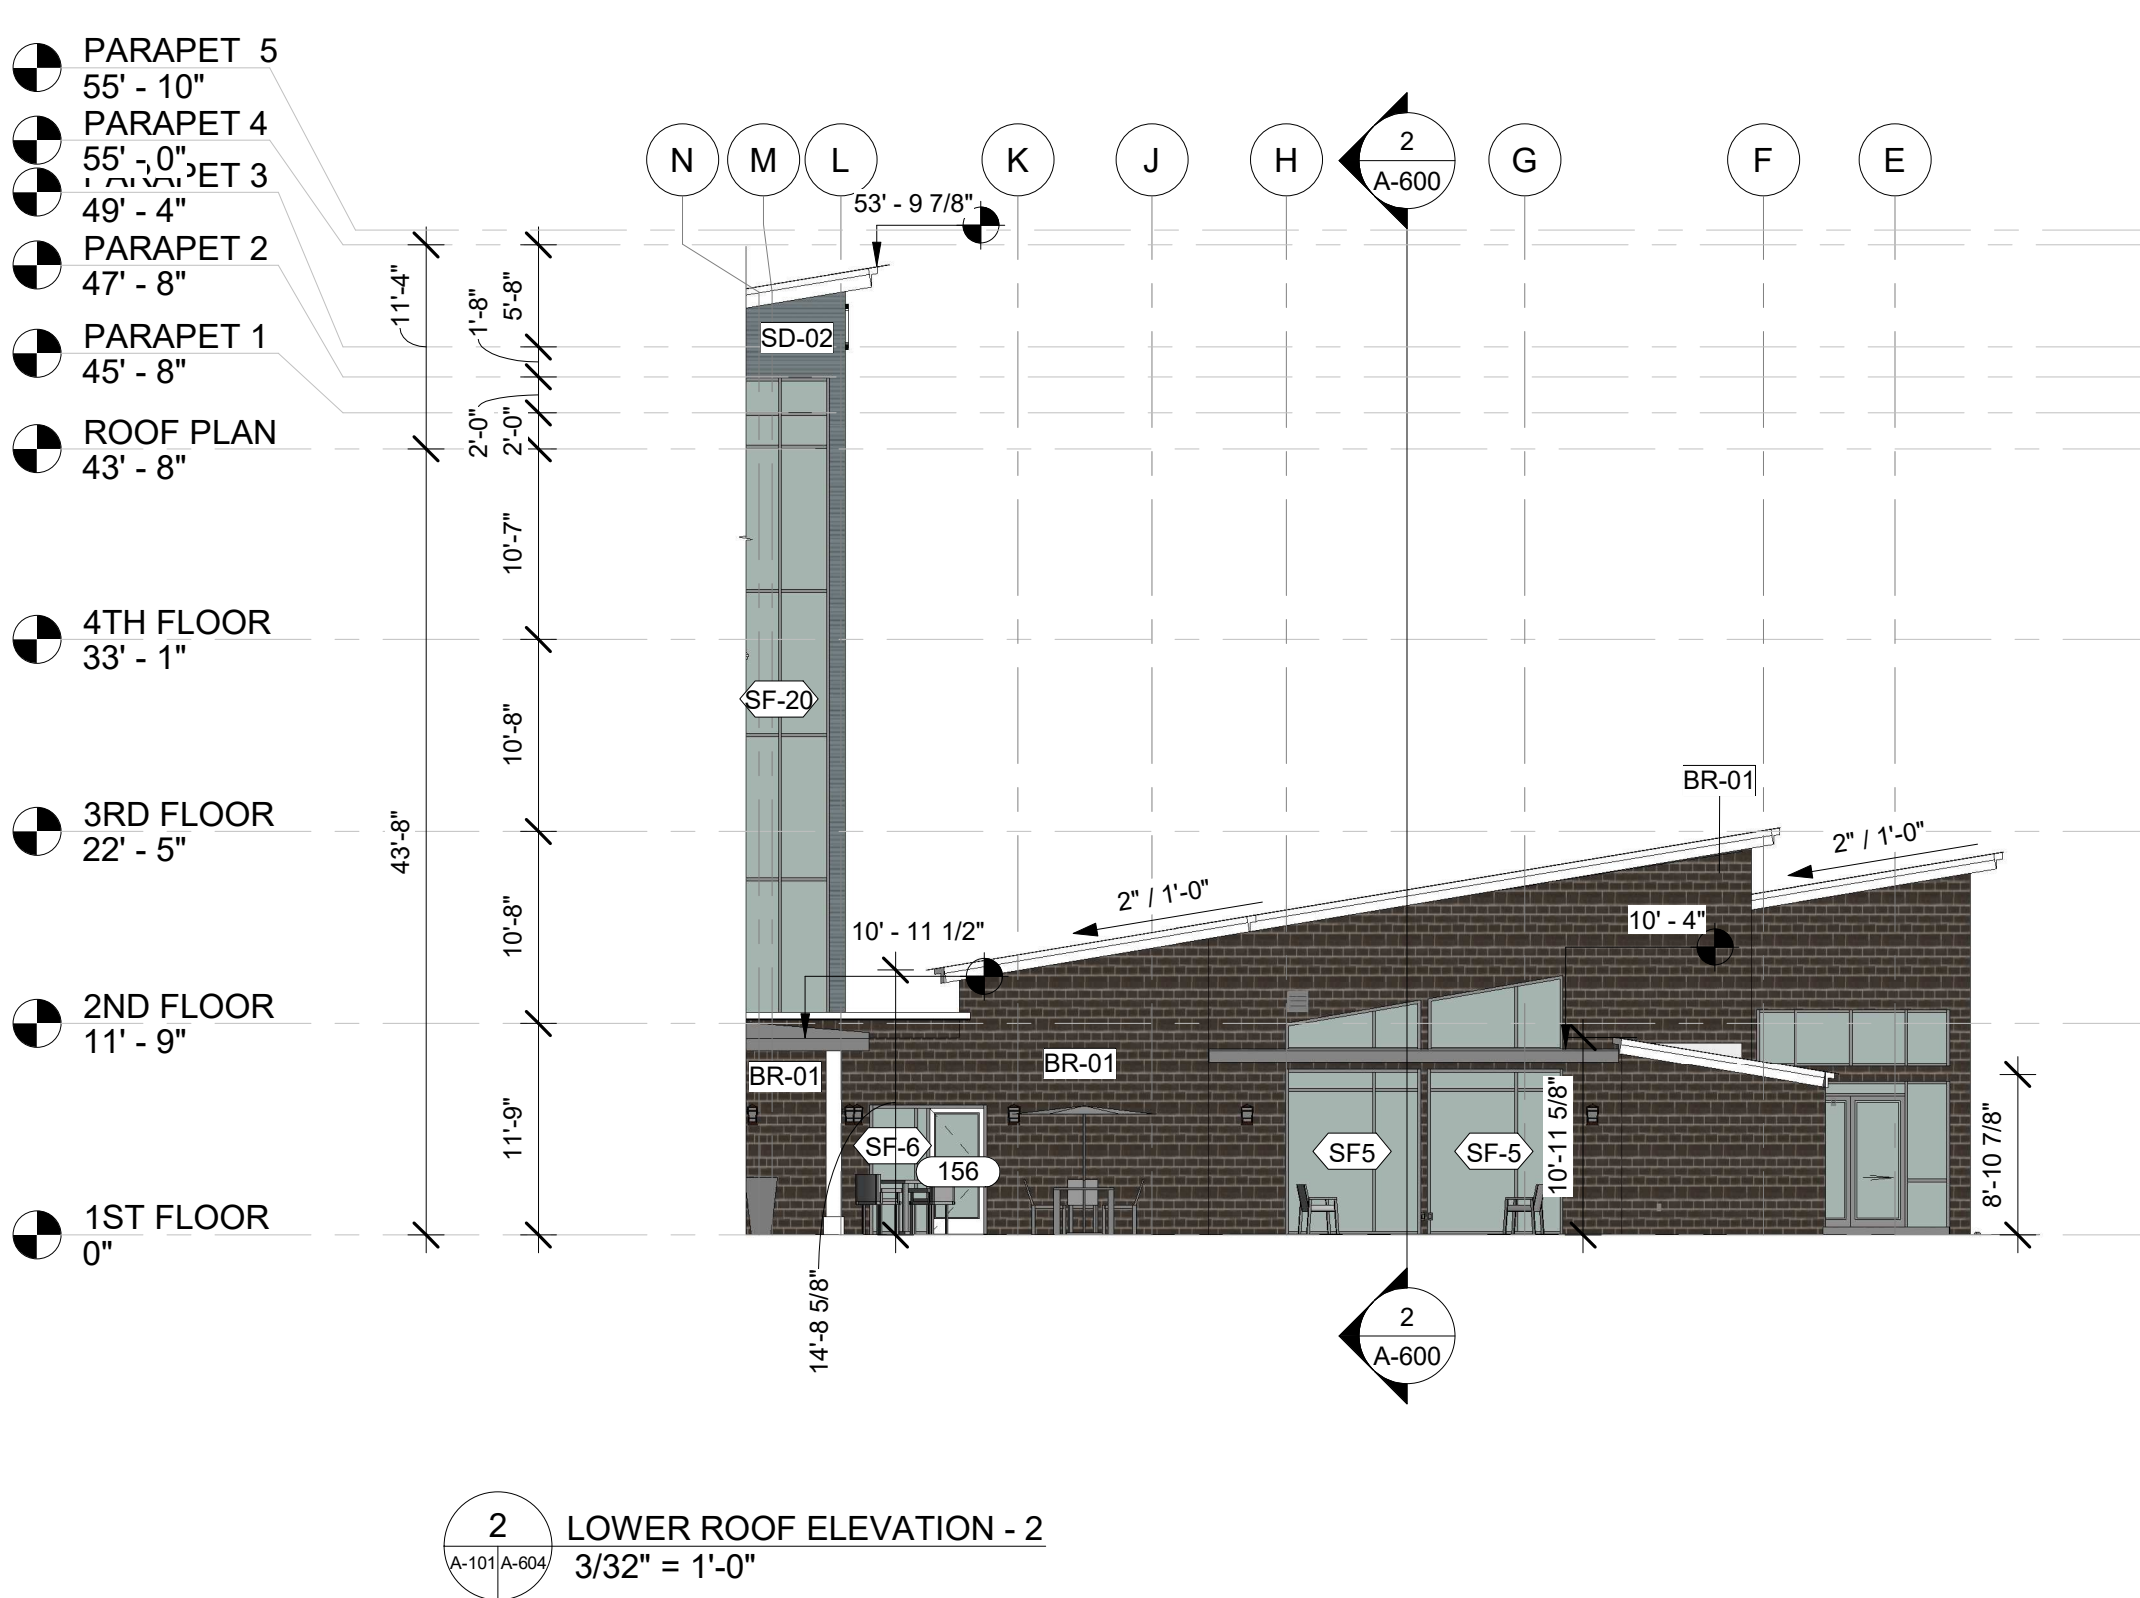 PARAPET 5
55' - 10"
PARAPET 4
55' - 0"
PARAPET 3
49' - 4"
PARAPET 2
47' - 8"
PARAPET 1
45' - 8"
ROOF PLAN
43' - 8"
4TH FLOOR
33' - 1"
3RD FLOOR
22' - 5"
2ND FLOOR
11' - 9"
1ST FLOOR
0"
11'-4"
43'-8"
1'-8"
5'-8"
2'-0"
2'-0"
10'-7"
10'-8"
10'-8"
11'-9"
N
M
L
K
J
H
2
A-600
G
F
E
53' - 9 7/8"
SD-02
SF-20
BR-01
2" / 1'-0"
2" / 1'-0"
10' - 11 1/2"
10' - 4"
BR-01
BR-01
SF-6
156
SF5
SF-5
10'-11 5/8"
8'-10 7/8"
14'-8 5/8"
2
A-600
2
A-101
A-604
LOWER ROOF ELEVATION - 2
3/32" = 1'-0"